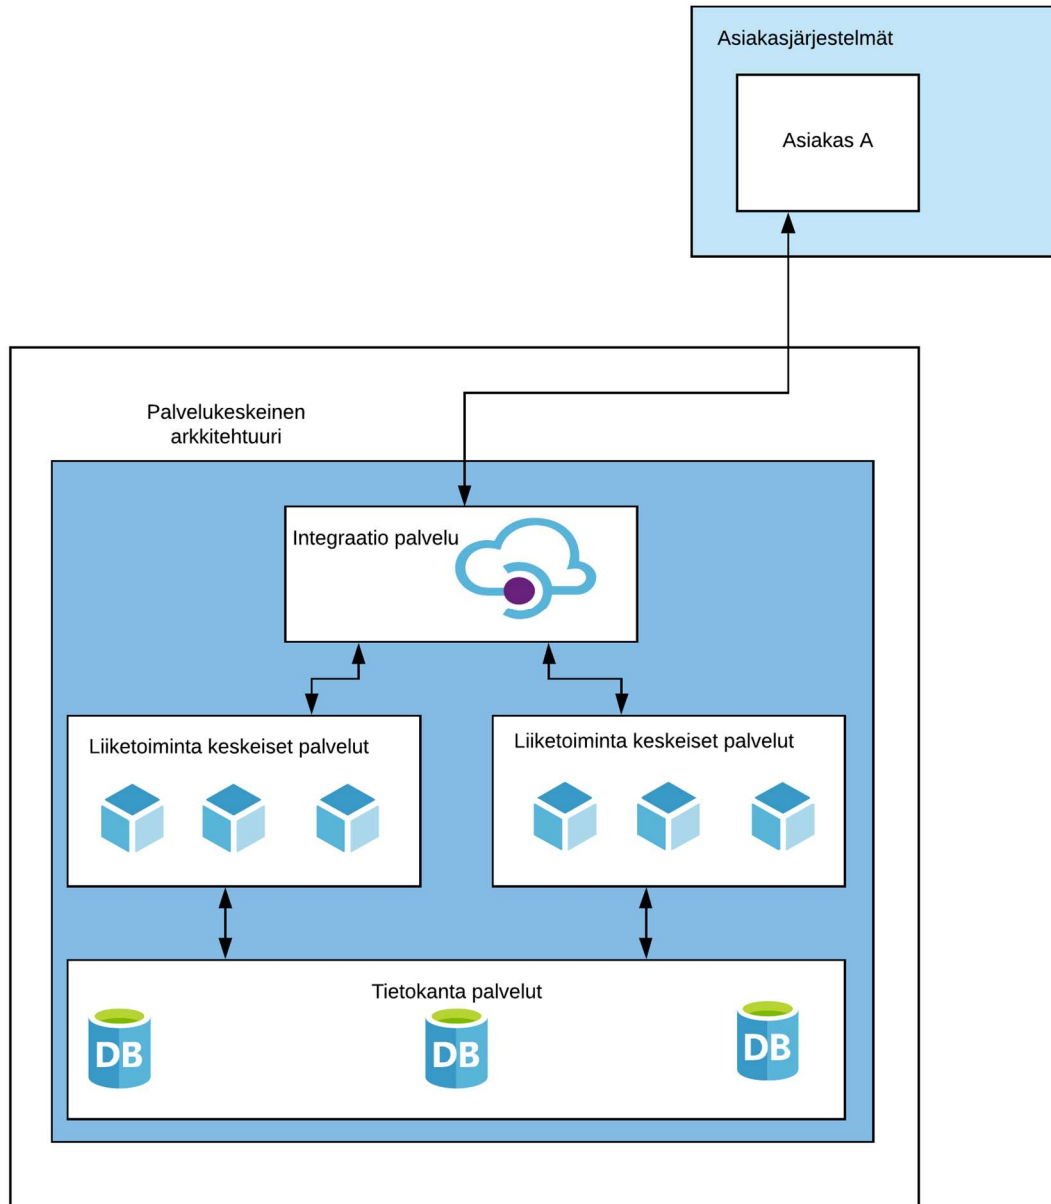 Asiakasjärjestelmät
Asiakas A
Palvelukeskeinen
arkkitehtuuri
Integraatio palvelu
Liiketoiminta keskeiset palvelut
Liiketoiminta keskeiset palvelut
Tietokanta palvelut
DB
DB
DB